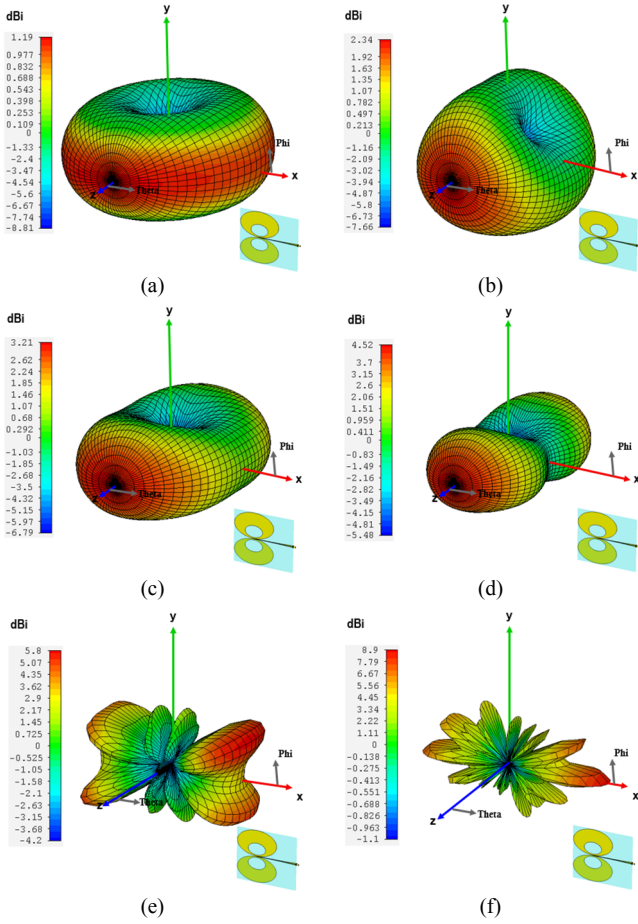 dBi
1.19
0.977
0.832
0.688
0.543
0.398
0.253
0.109
0
-1.33
-2.4
-3.47
-4.54
-5.6
-6.67
-7.74
-8.81
y
Phi
x
z
Theta
(a)
dBi
2.34
1.92
1.63
1.35
1.07
0.782
0.497
0.213
0
-1.02
-1.97
-2.92
-3.87
-4.82
-5.8
-6.71
-7.66
y
Phi
x
z
Theta
(b)
dBi
3.21
2.62
2.24
1.85
1.46
1.07
0.68
0.292
0
-1.03
-1.85
-2.68
-3.5
-4.32
-5.15
-5.97
-6.79
y
Phi
x
z
Theta
(c)
dBi
4.52
3.7
3.15
2.6
2.06
1.51
0.959
0.411
0
-0.83
-1.49
-2.16
-2.82
-3.49
-4.15
-4.81
-5.48
y
Phi
x
z
Theta
(d)
dBi
5.8
5.07
4.35
3.62
2.9
2.17
1.45
0.725
0
-0.525
-1.05
-1.58
-2.1
-2.63
-3.15
-3.68
-4.2
y
Phi
x
z
Theta
(e)
dBi
8.9
7.79
6.67
5.56
4.45
3.34
2.22
1.11
0
-0.138
-0.275
-0.413
-0.551
-0.688
-0.826
-0.963
-1.1
y
Phi
x
z
Theta
(f)